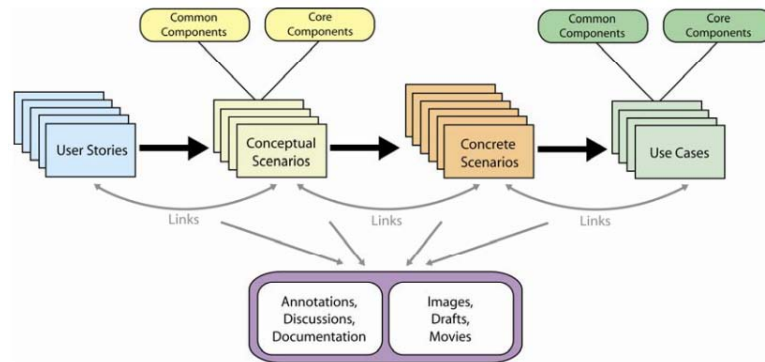 Common
Components
Core
Components
Common
Components
Core
Components
User Stories
Conceptual
Scenarios
Concrete
Scenarios
Use Cases
Links
Links
Links
Annotations,
Discussions,
Documentation
Images,
Drafts,
Movies